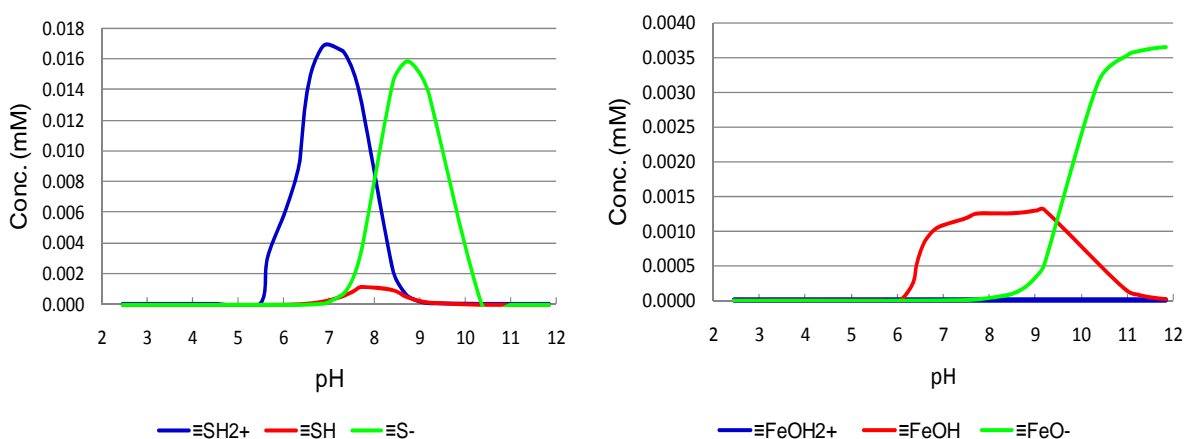 0.018
0.016
0.014
0.012
0.010
0.008
0.006
0.004
0.002
0.000
Conc. (mM)
2 3 4 5 6 7 8 9 10 11 12
pH
≡SH2+ ≡SH ≡S-
0.0040
0.0035
0.0030
0.0025
0.0020
0.0015
0.0010
0.0005
0.0000
Conc. (mM)
2 3 4 5 6 7 8 9 10 11 12
pH
≡FeOH2+ ≡FeOH ≡FeO-